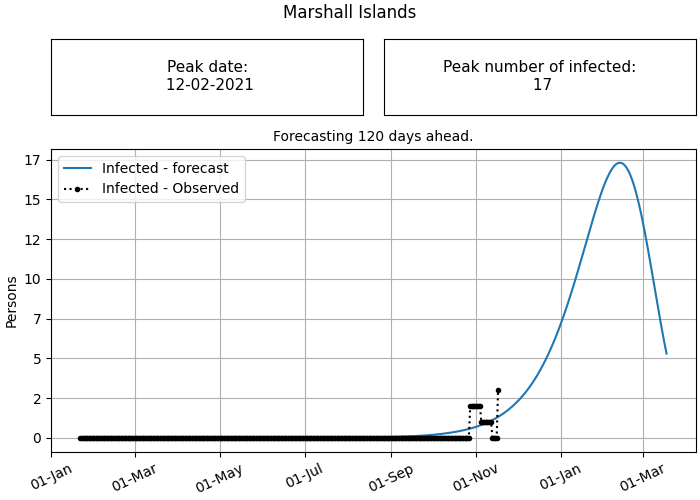 Marshall Islands
Peak date:
12-02-2021
Peak number of infected:
17
Forecasting 120 days ahead.
Infected - forecast
Infected - Observed
Persons
17
15
12
10
7
5
2
0
01-Jan
01-Mar
01-May
01-Jul
01-Sep
01-Nov
01-Jan
01-Mar